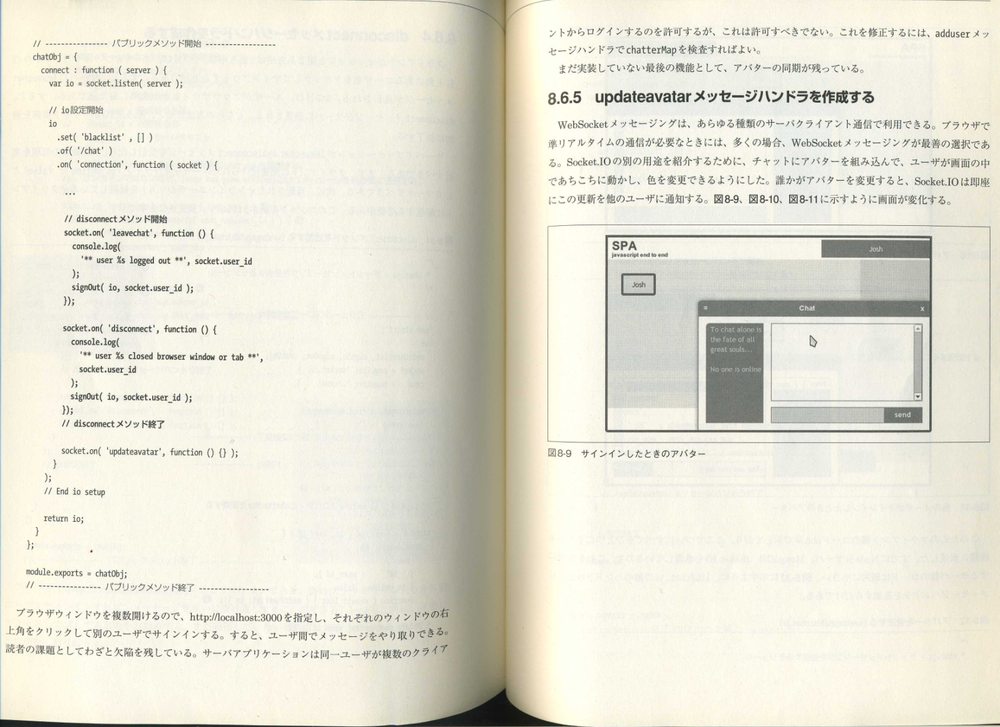 // ---------------- パブリックメソッド開始 ------------------
chatObj = {
connect : function ( server ) {
var io = socket.listen( server );
// io設定開始
io
.set( 'blacklist' , [] )
.of( '/chat' )
.on( 'connection', function ( socket ) {
...
// disconnectメソッド開始
socket.on( 'leavechat', function () {
console.log(
'** user %s logged out **', socket.user_id
);
signOut( io, socket.user_id );
});
socket.on( 'disconnect', function () {
console.log(
'** user %s closed browser window or tab **',
socket.user_id
);
signOut( io, socket.user_id );
});
// disconnectメソッド終了
socket.on( 'updateavatar', function () {} );
}
);
// End io setup
return io;
}
};
module.exports = chatObj;
// ---------------- パブリックメソッド終了 ------------------
ブラウザウィンドウを複数開けるので、http://localhost:3000を指定し、それぞれのウィンドウの右
上角をクリックして別のユーザでサインインする。すると、ユーザ間でメッセージをやり取りできる。
読者の課題としてわざと欠陥を残している。サーバアプリケーションは同一ユーザが複数のクライア
ントからログインするのを許可するが、これは許可すべきでない。これを修正するには、adduserメッ
セージハンドラでchatterMapを検査すればよい。
まだ実装していない最後の機能として、アバターの同期が残っている。
8.6.5 updateavatarメッセージハンドラを作成する
WebSocketメッセージングは、あらゆる種類のサーバクライアント通信で利用できる。ブラウザで
準リアルタイムの通信が必要なときには、多くの場合、WebSocketメッセージングが最善の選択であ
る。Socket.IOの別の用途を紹介するために、チャットにアバターを組み込んで、ユーザが画面の中
であちこちに動かし、色を変更できるようにした。誰かがアバターを変更すると、Socket.IOは即座
にこの更新を他のユーザに通知する。図8-9、図8-10、図8-11に示すように画面が変化する。
SPA
javascript end to end
Josh
Josh
= Chat x
To chat alone is
the fate of all
great souls...
No one is online
send
図8-9 サインインしたときのアバター